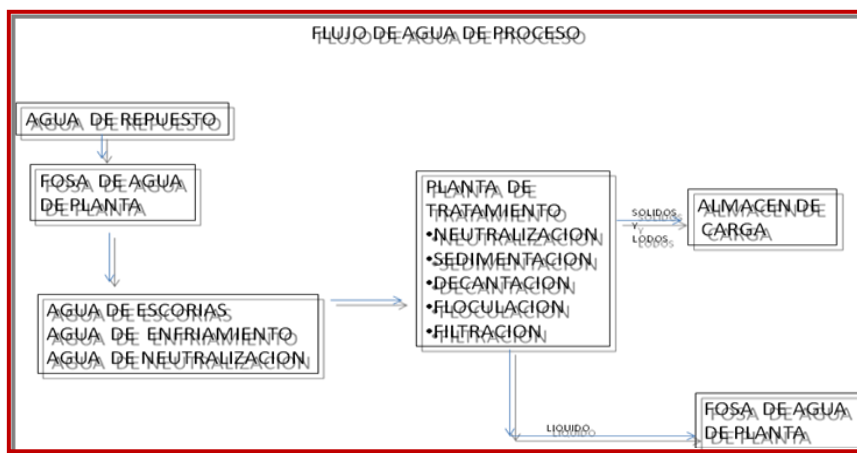 FLUJO DE AGUA DE PROCESO
AGUA DE REPUESTO
FOSA DE AGUA
DE PLANTA
AGUA DE ESCORIAS
AGUA DE ENFRIAMIENTO
AGUA DE NEUTRALIZACION
PLANTA DE
TRATAMIENTO
•NEUTRALIZACION
•SEDIMENTACION
•DECANTACION
•FLOCULACION
•FILTRACION
SOLIDOS
Y
LODOS
ALMACEN DE
CARGA
LIQUIDO
FOSA DE AGUA
DE PLANTA